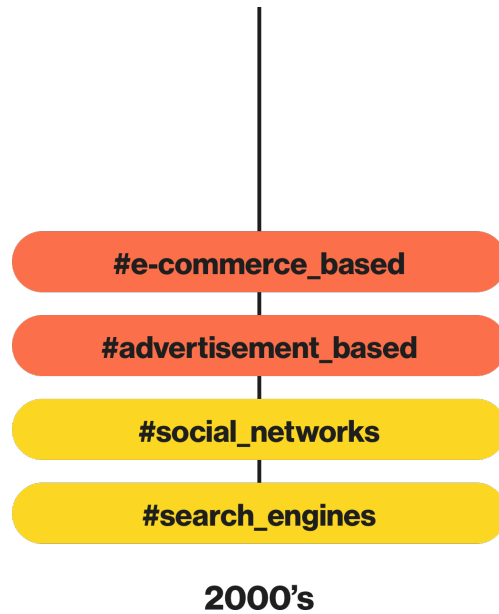 #e-commerce_based
#advertisement_based
#social_networks
#search_engines
2000’s